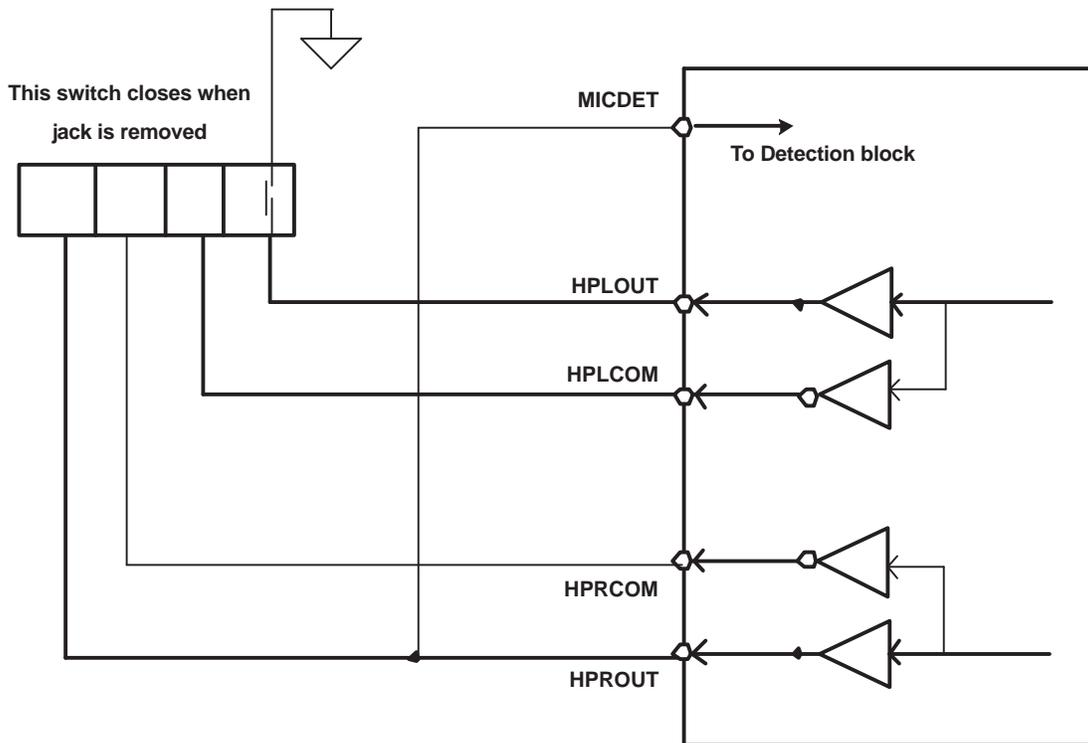 This switch closes when
jack is removed
MICDET
To Detection block
HPLOUT
HPLCOM
HPRCOM
HPROUT